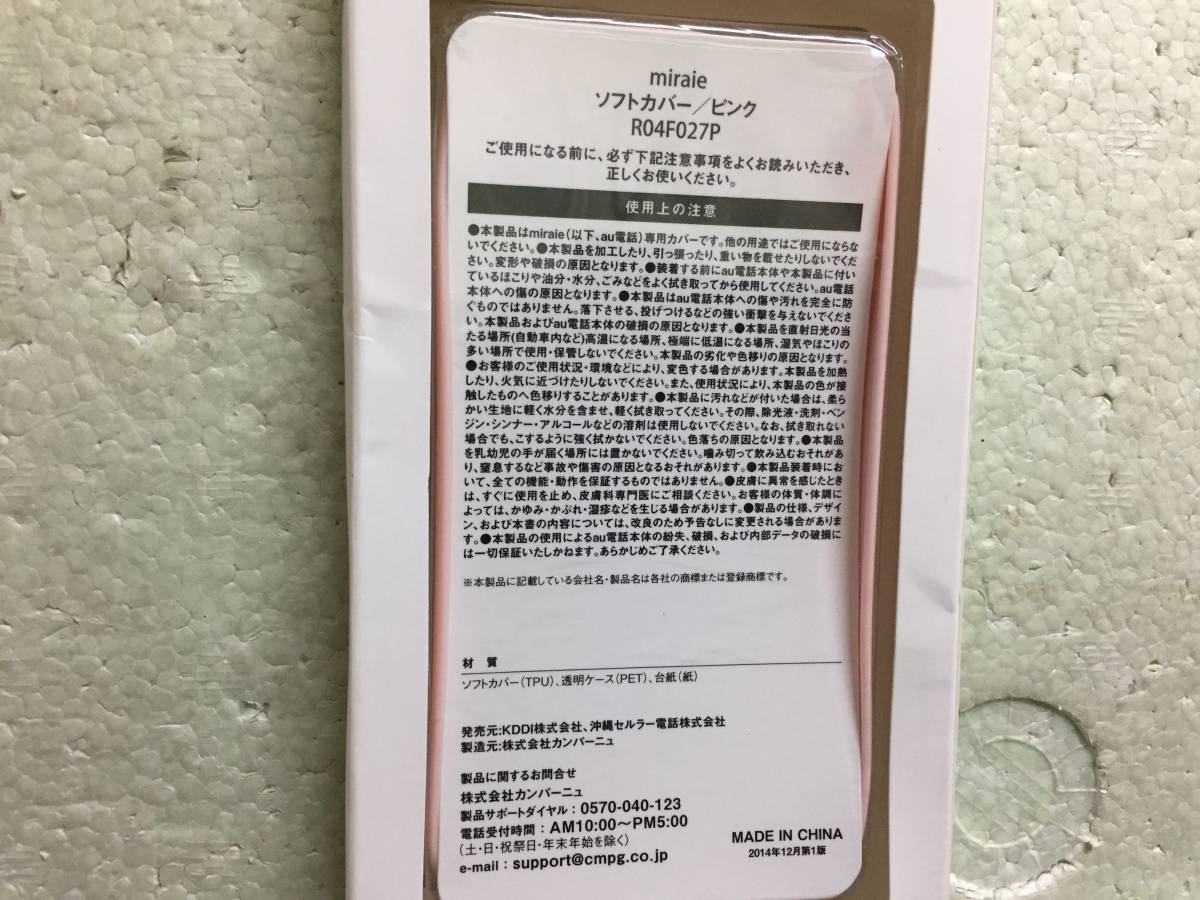 miraie
ソフトカバー／ピンク
R04F027P
ご使用になる前に、必ず下記注意事項をよくお読みいただき、
正しくお使いください。
使用上の注意
●本製品はmiraie（以下、au電話）専用カバーです。他の用途ではご使用にならな
いでください。●本製品を加工したり、引っ張ったり、重い物を載せたりしないでくだ
さい。変形や破損の原因となります。●装着する前にau電話本体や本製品に付い
ているほこりや油分・水分、ごみなどをよく拭き取ってから使用してください。au電話
本体への傷の原因となります。●本製品はau電話本体への傷や汚れを完全に防
ぐものではありません。落下させる、投げつけるなどの強い衝撃を与えないでくださ
い。本製品およびau電話本体の破損の原因となります。●本製品を直射日光の当
たる場所(自動車内など)高温になる場所、極端に低温になる場所、湿気やほこりの
多い場所で使用・保管しないでください。本製品の劣化や色移りの原因となります。
●お客様のご使用状況・環境などにより、変色する場合があります。本製品を加熱
したり、火気に近づけたりしないでください。また、使用状況により、本製品の色が接
触したものへ色移りすることがあります。●本製品に汚れなどが付いた場合は、柔ら
かい生地に軽く水分を含ませ、軽く拭き取ってください。その際、除光液・洗剤・ベン
ジン・シンナー・アルコールなどの溶剤は使用しないでください。なお、拭き取れない
場合でも、こするように強く拭かないでください。色落ちの原因となります。●本製品
を乳幼児の手が届く場所には置かないでください。噛み切って飲み込むおそれがあ
り、窒息するなど事故や傷害の原因となるおそれがあります。●本製品装着時にお
いて、全ての機能・動作を保証するものではありません。●皮膚に異常を感じたとき
は、すぐに使用を止め、皮膚科専門医にご相談ください。お客様の体質・体調に
よっては、かゆみ・かぶれ・湿疹などを生じる場合があります。●製品の仕様、デザイ
ン、および本書の内容については、改良のため予告なしに変更される場合がありま
す。●本製品の使用によるau電話本体の紛失、破損、および内部データの破損に
は一切保証いたしかねます。あらかじめご了承ください。
※本製品に記載している会社名・製品名は各社の商標または登録商標です。
材　質
ソフトカバー（TPU）、透明ケース（PET）、台紙（紙）
発売元:KDDI株式会社、沖縄セルラー電話株式会社
製造元:株式会社カンパーニュ
製品に関するお問合せ
株式会社カンパーニュ
製品サポートダイヤル：0570-040-123
電話受付時間：AM10:00〜PM5:00
（土・日・祝祭日・年末年始を除く）
e-mail：support@cmpg.co.jp
MADE IN CHINA
2014年12月第1版